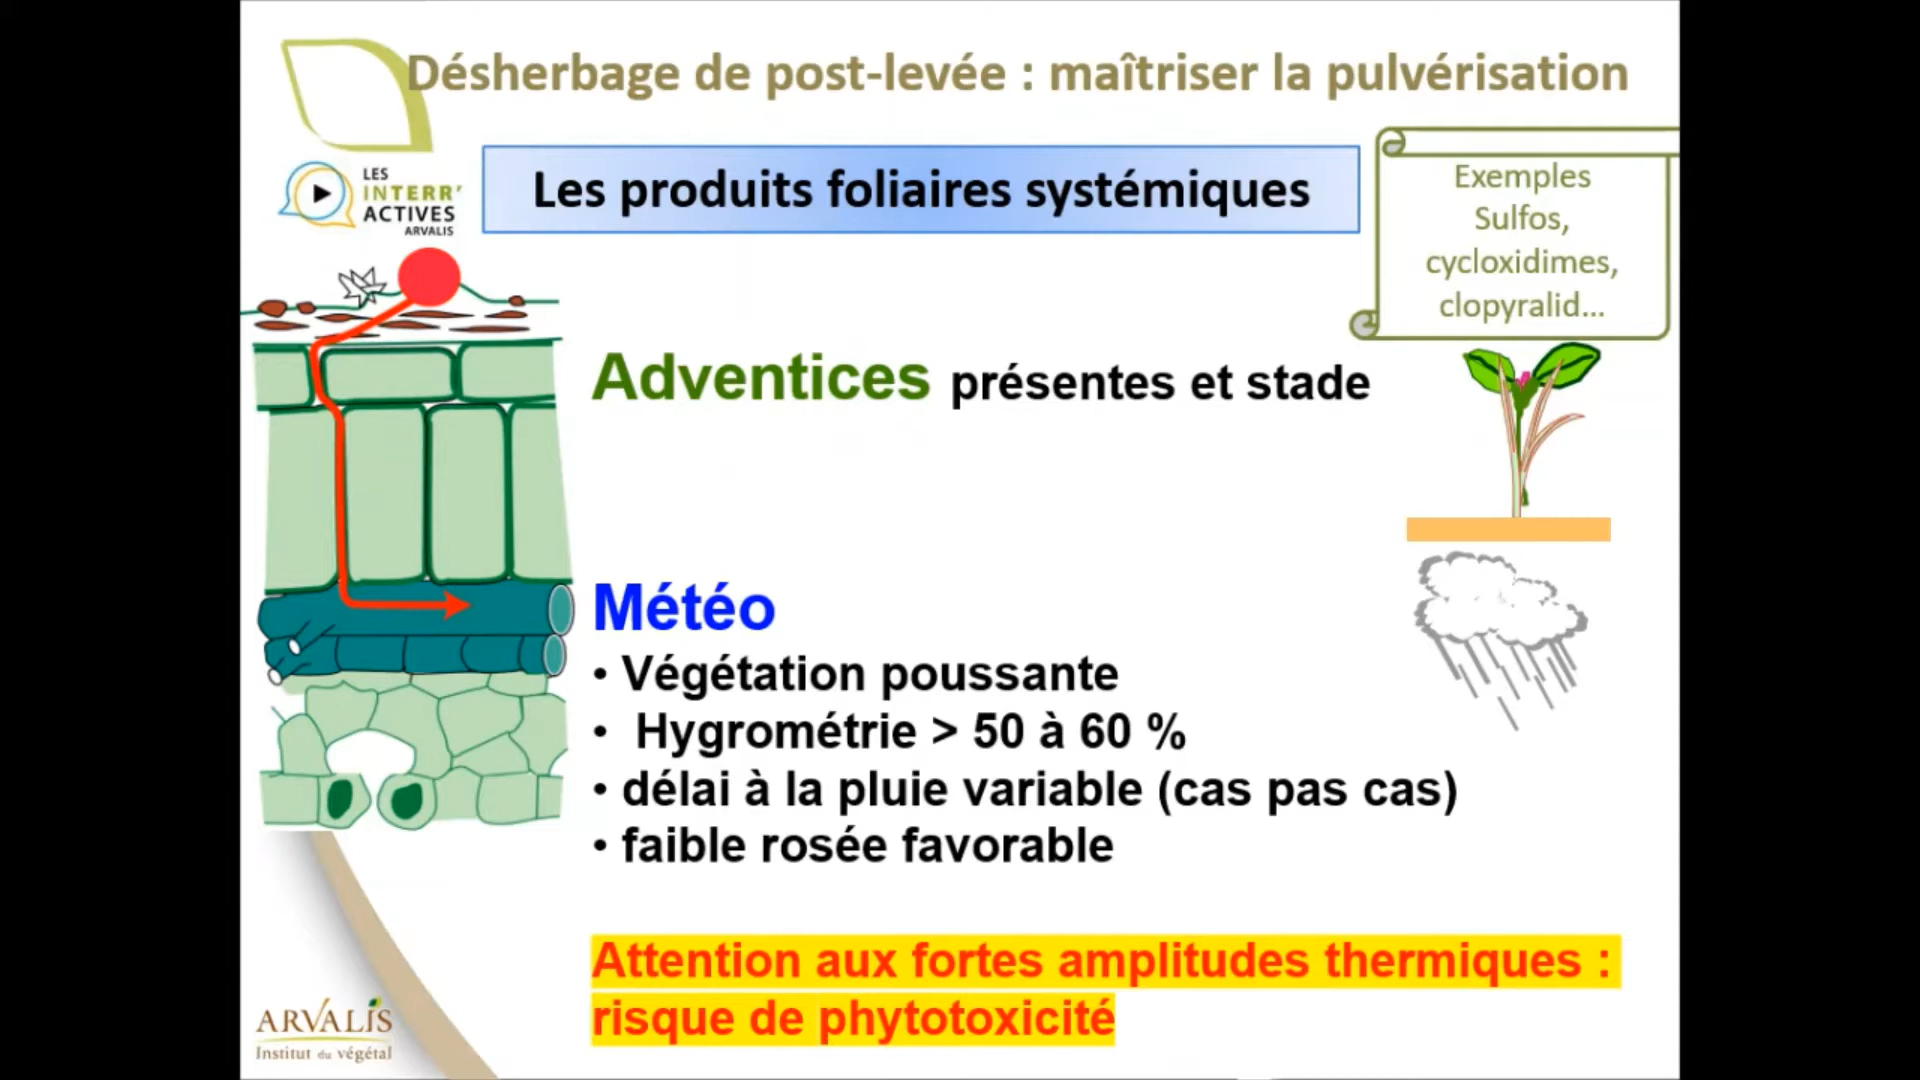 Désherbage de post-levée : maîtriser la pulvérisation
LES
INTERR'
ACTIVES
ARVALIS
Les produits foliaires systémiques
Exemples
Sulfos,
cycloxidimes,
clopyralid...
Adventices présentes et stade
Météo
• Végétation poussante
• Hygrométrie > 50 à 60 %
• délai à la pluie variable (cas pas cas)
• faible rosée favorable
Attention aux fortes amplitudes thermiques :
risque de phytotoxicité
ARVALIS
Institut du végétal